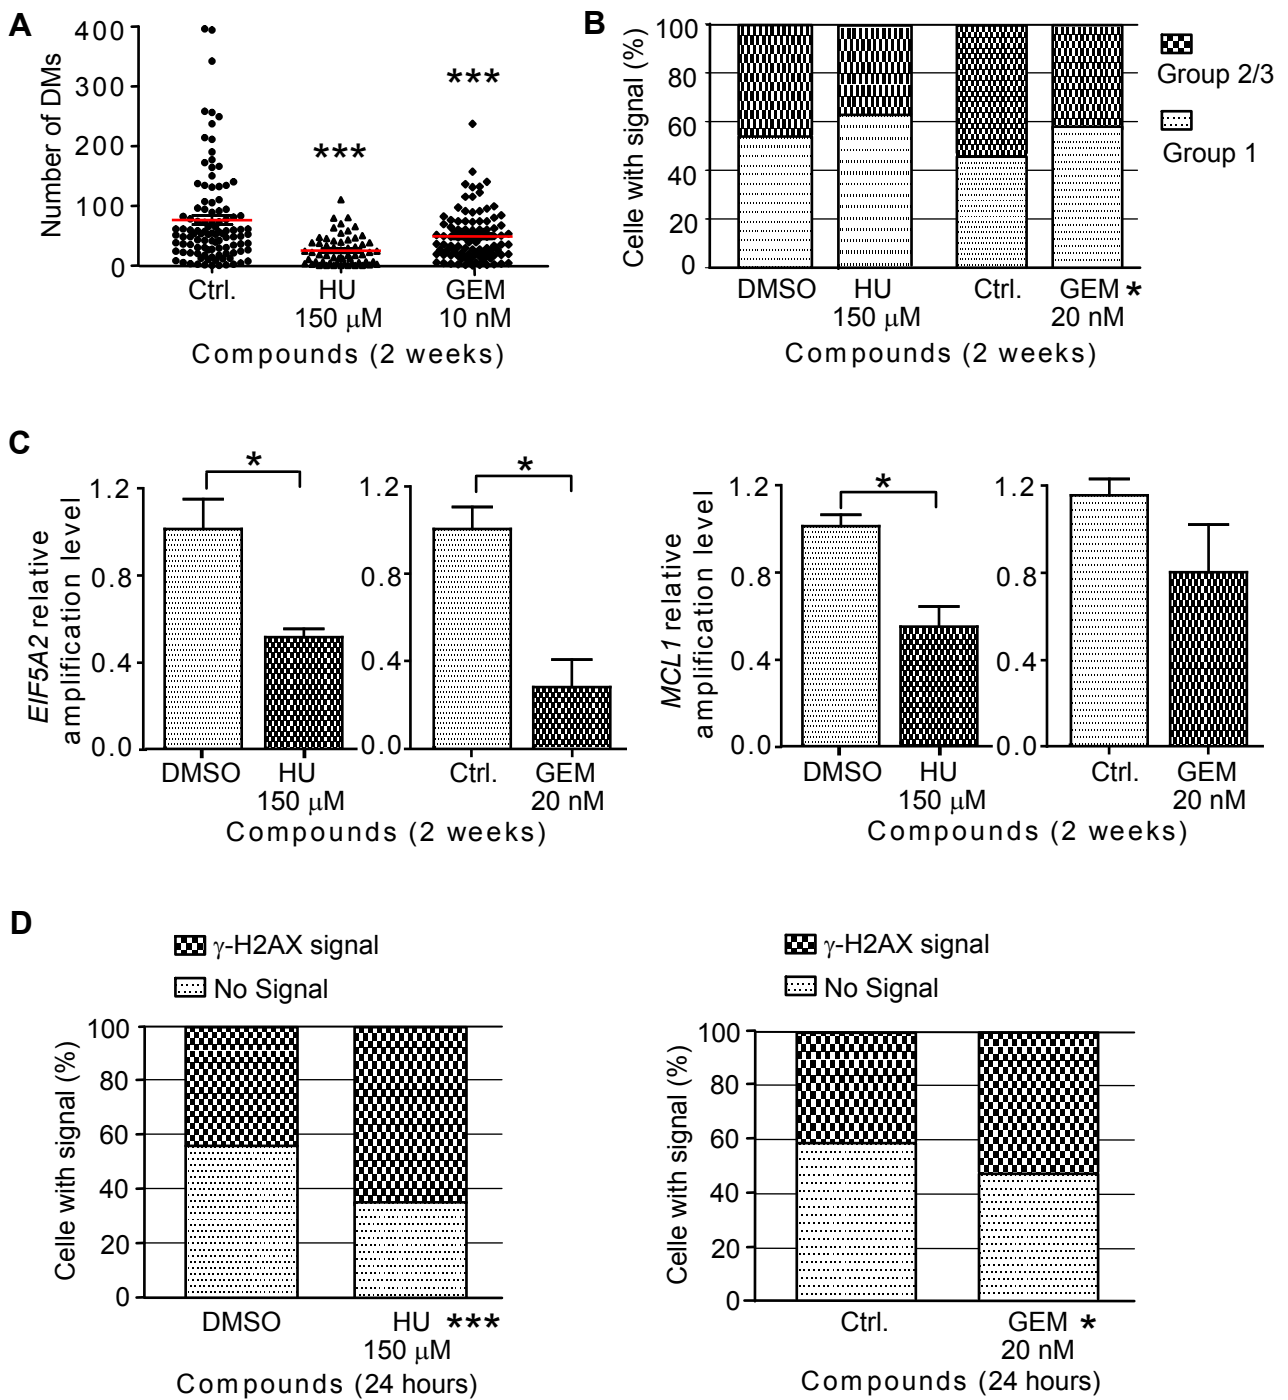 A
Number of DMs
400
300
200
100
0
***
***
Ctrl.
HU
GEM
150 μM
10 nM
Compounds (2 weeks)
B
Celle with signal (%)
100
80
60
40
20
0
DMSO
HU
Ctrl.
GEM *
150 μM
20 nM
Compounds (2 weeks)
Group 2/3
Group 1
C
EIF5A2 relative
amplification level
1.2
0.8
0.4
0.0
*
DMSO
HU
150 μM
1.2
0.8
0.4
0.0
*
Ctrl.
GEM
20 nM
Compounds (2 weeks)
MCL1 relative
amplification level
1.2
0.8
0.4
0.0
*
DMSO
HU
150 μM
1.2
0.8
0.4
0.0
Ctrl.
GEM
20 nM
Compounds (2 weeks)
D
γ-H2AX signal
No Signal
Celle with signal (%)
100
80
60
40
20
0
DMSO
HU ***
150 μM
Compounds (24 hours)
γ-H2AX signal
No Signal
Celle with signal (%)
100
80
60
40
20
0
Ctrl.
GEM *
20 nM
Compounds (24 hours)